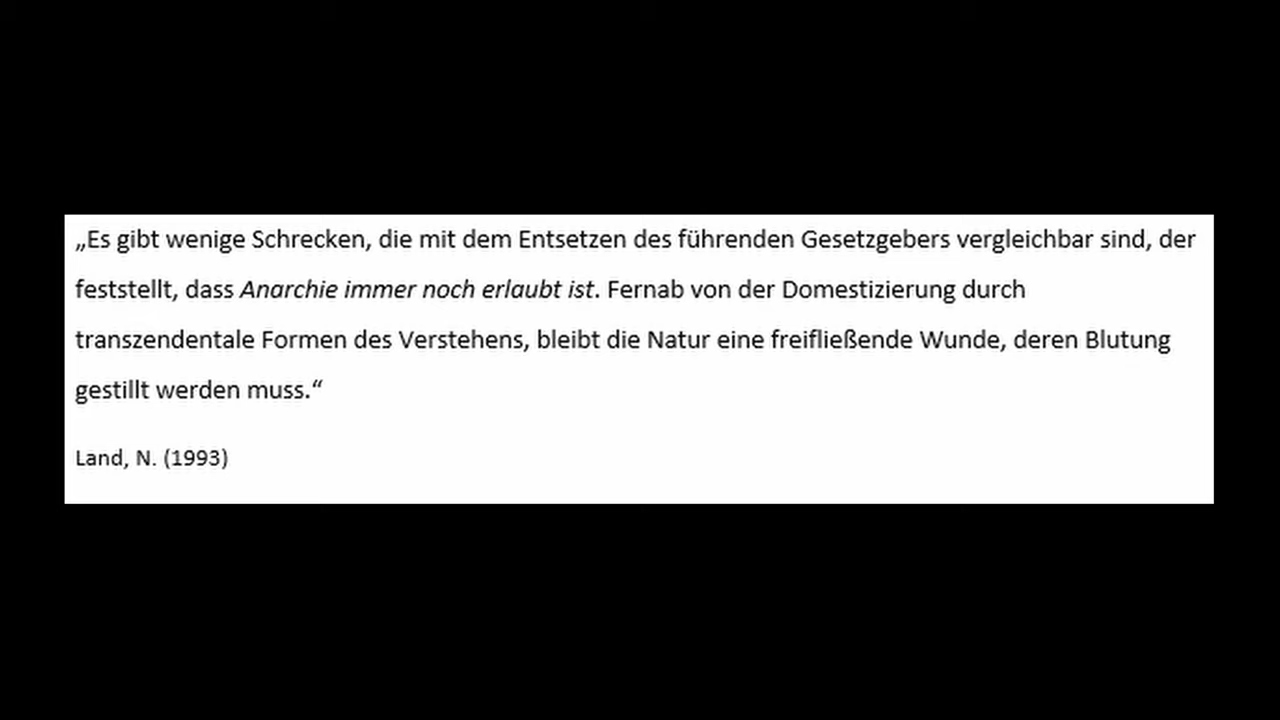 „Es gibt wenige Schrecken, die mit dem Entsetzen des führenden Gesetzgebers vergleichbar sind, der
feststellt, dass Anarchie immer noch erlaubt ist. Fernab von der Domestizierung durch
transzendentale Formen des Verstehens, bleibt die Natur eine freifließende Wunde, deren Blutung
gestillt werden muss.“
Land, N. (1993)